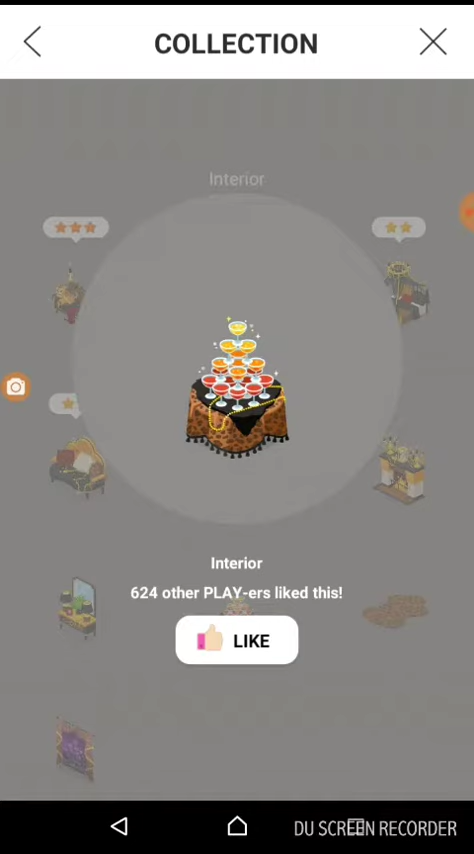 COLLECTION
Interior
Interior
624 other PLAY-ers liked this!
LIKE
DU SCREEN RECORDER